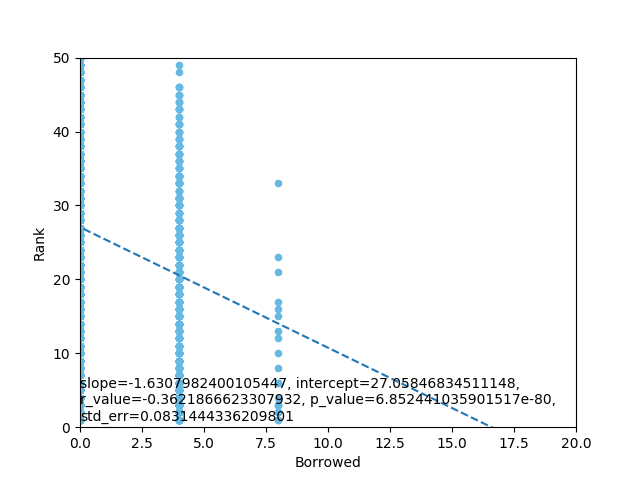 50
40
30
20
10
0
Rank
slope=-1.630798240010544​7, intercept=27.05846834511148,
r_value=-0.3621866623307932, p_value=6.852441035901517e-80,
std_err=0.0831444336209801
0.0 2.5 5.0 7.5 10.0 12.5 15.0 17.5 20.0
Borrowed